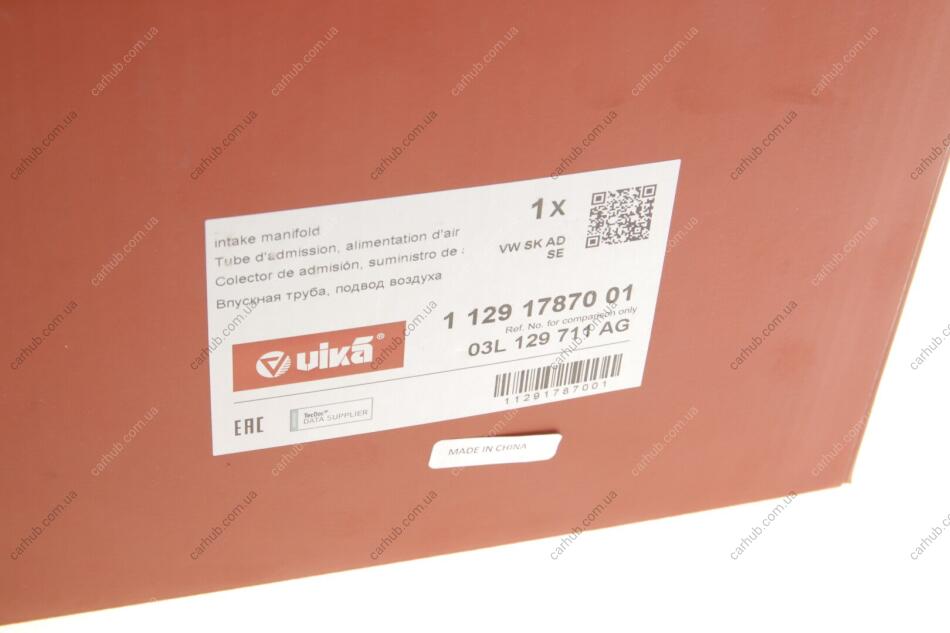 intake manifold
Tube d'admission, alimentation d'air
Colector de admisión, suministro de :
Впускная труба, подвод воздуха
1x
VW SK AD
SE
1 129 17870 01
Ref. No. for comparison only
03L 129 711 AG
vika®
11291787001
EAC
TecDoc
DATA SUPPLIER
MADE IN CHINA
carhub.com.ua